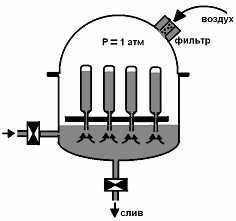 воздух
фильтр
P = 1 атм
слив